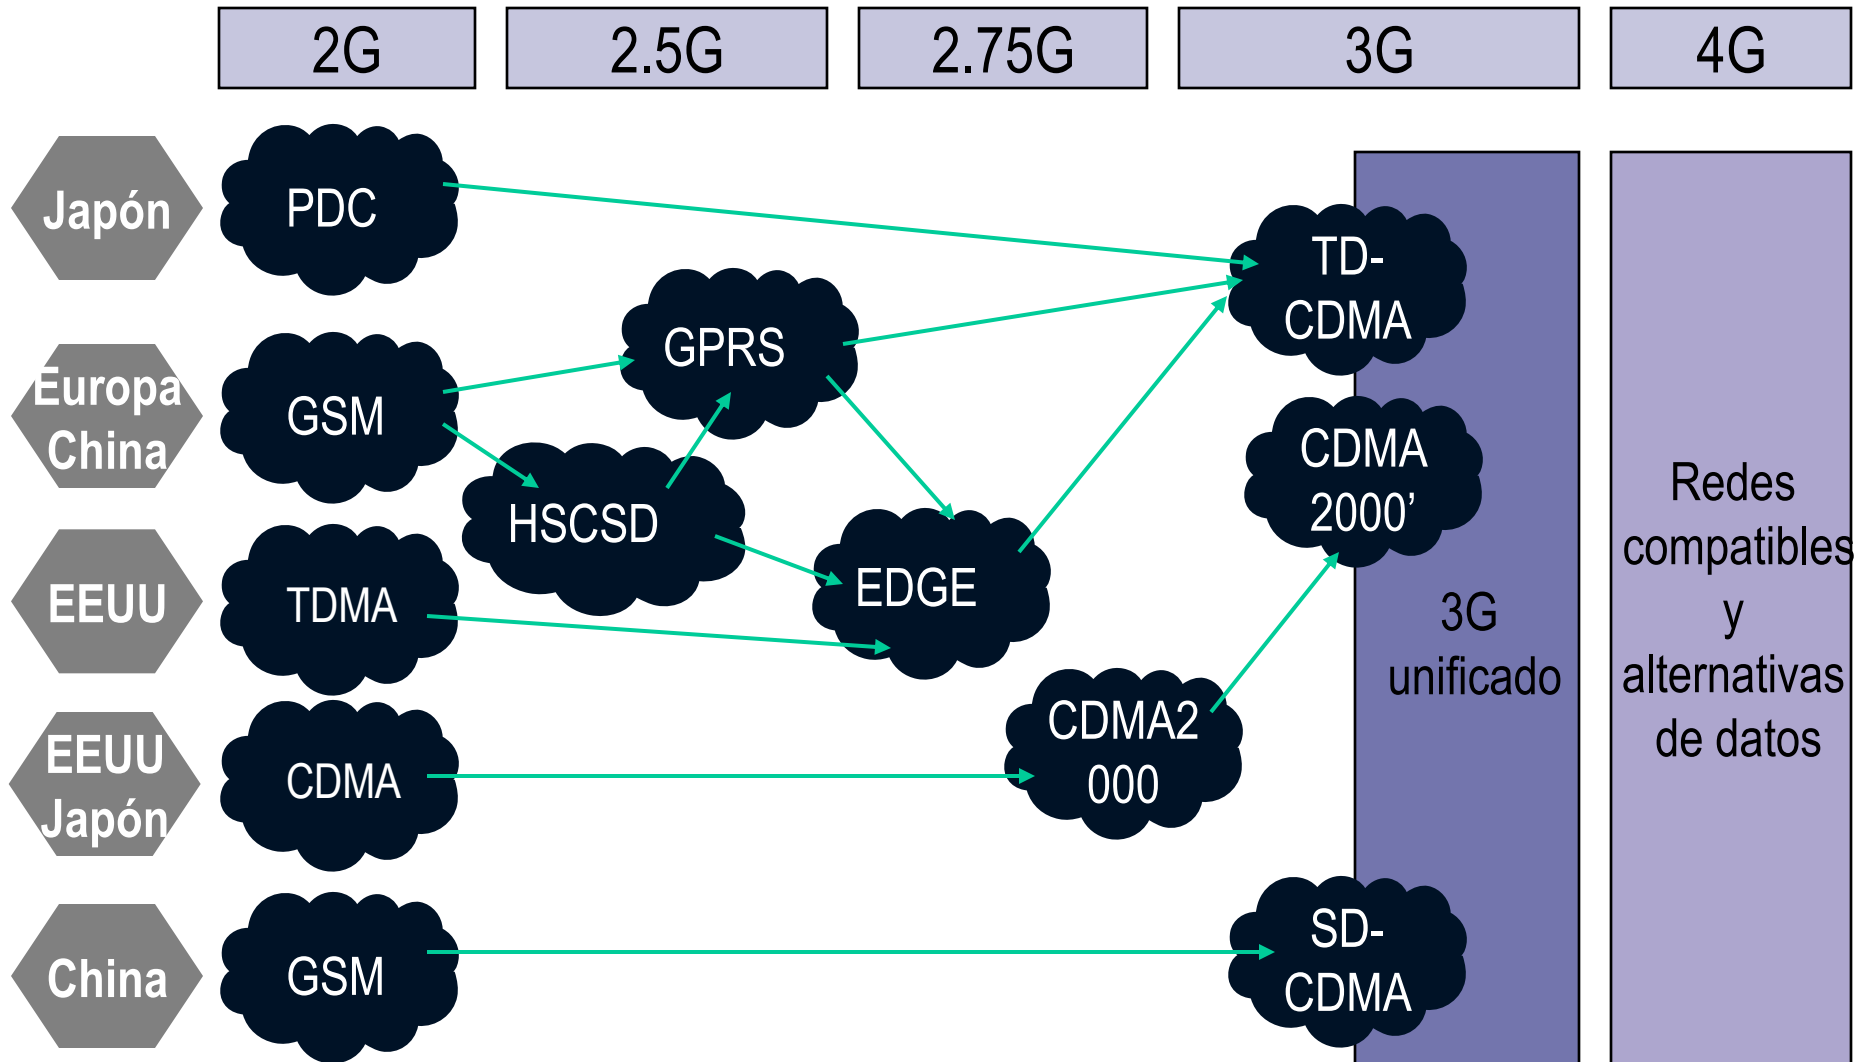 2G
2.5G
2.75G
3G
4G
Japón
PDC
TD-
CDMA
GPRS
Europa
China
GSM
HSCSD
CDMA
2000’
EEUU
TDMA
EDGE
3G
unificado
Redes
compatibles
y
alternativas
de datos
EEUU
Japón
CDMA
CDMA2
000
China
GSM
SD-
CDMA